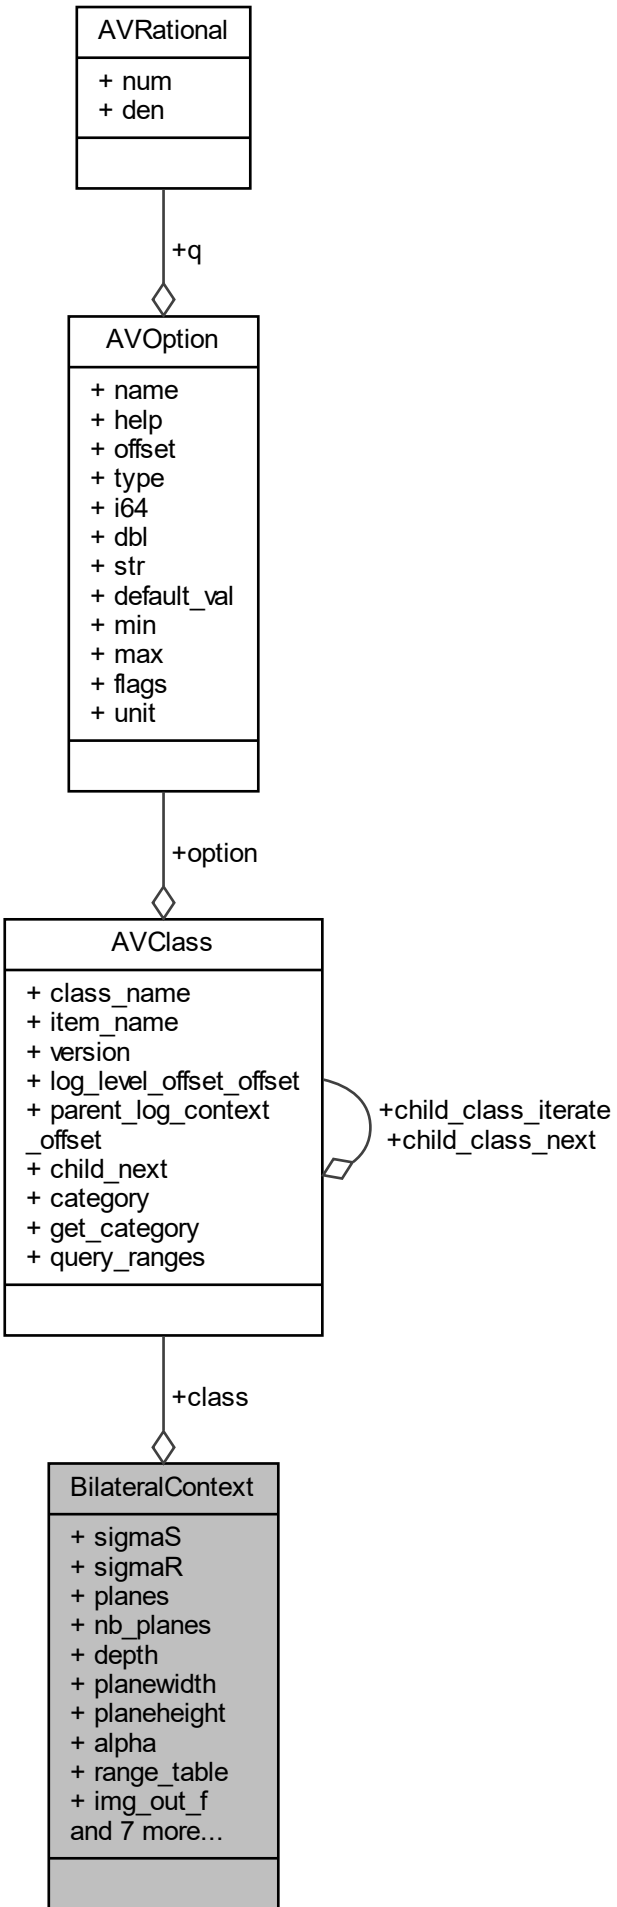 AVRational
+ num
+ den
+q
AVOption
+ name
+ help
+ offset
+ type
+ i64
+ dbl
+ str
+ default_val
+ min
+ max
+ flags
+ unit
+option
AVClass
+ class_name
+ item_name
+ version
+ log_level_offset_offset
+ parent_log_context
_offset
+ child_next
+ category
+ get_category
+ query_ranges
+child_class_iterate
+child_class_next
+class
BilateralContext
+ sigmaS
+ sigmaR
+ planes
+ nb_planes
+ depth
+ planewidth
+ planeheight
+ alpha
+ range_table
+ img_out_f
and 7 more...